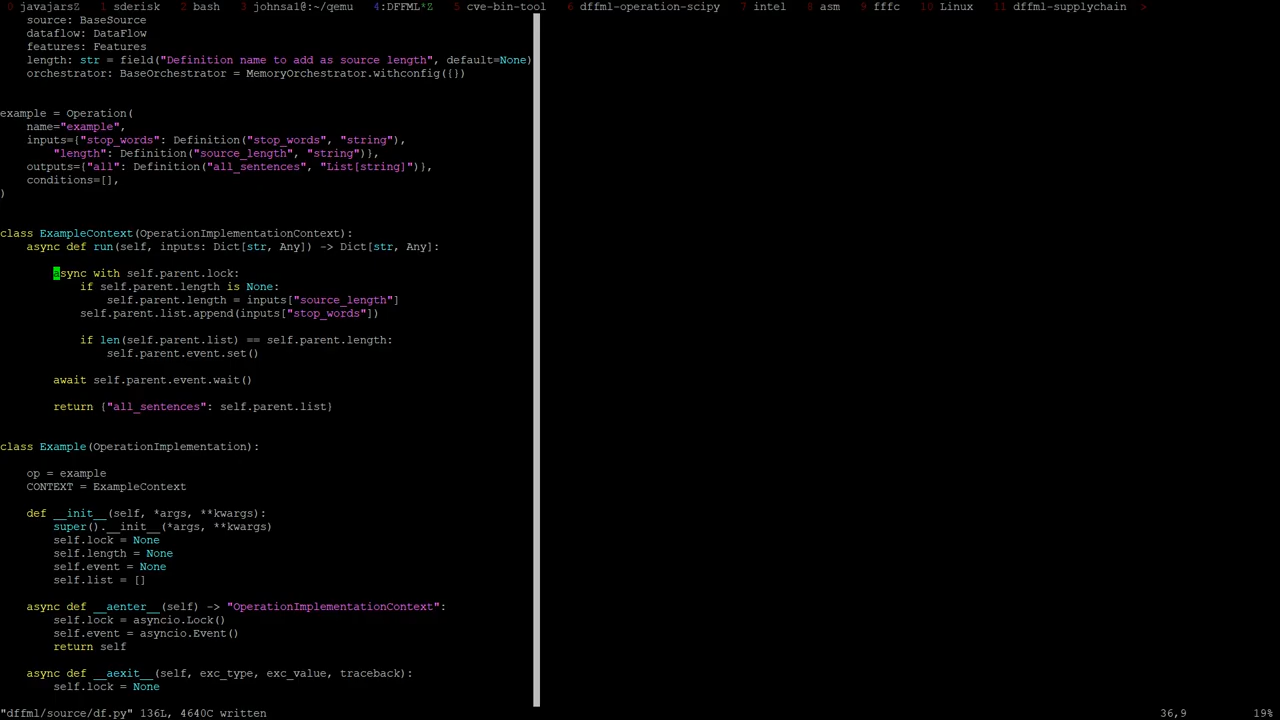 0 javajarsZ 1 sderisk 2 bash 3 johnsa1@:~/qemu 4:DFFML*Z 5 cve-bin-tool 6 dffml-operation-scipy 7 intel 8 asm 9 fffc 10 Linux 11 dffml-supplychain >
source: BaseSource
dataflow: DataFlow
features: Features
length: str = field("Definition name to add as source length", default=None)
orchestrator: BaseOrchestrator = MemoryOrchestrator.withconfig({})
example = Operation(
name="example",
inputs={"stop_words": Definition("stop_words", "string"),
"length": Definition("source_length", "string")},
outputs={"all": Definition("all_sentences", "List[string]")},
conditions=[],
)
class ExampleContext(OperationImplementationContext):
async def run(self, inputs: Dict[str, Any]) -> Dict[str, Any]:
async with self.parent.lock:
if self.parent.length is None:
self.parent.length = inputs["source_length"]
self.parent.list.append(inputs["stop_words"])
if len(self.parent.list) == self.parent.length:
self.parent.event.set()
await self.parent.event.wait()
return {"all_sentences": self.parent.list}
class Example(OperationImplementation):
op = example
CONTEXT = ExampleContext
def __init__(self, *args, **kwargs):
super().__init__(*args, **kwargs)
self.lock = None
self.length = None
self.event = None
self.list = []
async def __aenter__(self) -> "OperationImplementationContext":
self.lock = asyncio.Lock()
self.event = asyncio.Event()
return self
async def __aexit__(self, exc_type, exc_value, traceback):
self.lock = None
"dffml/source/df.py" 136L, 4640C written 36,9 19%